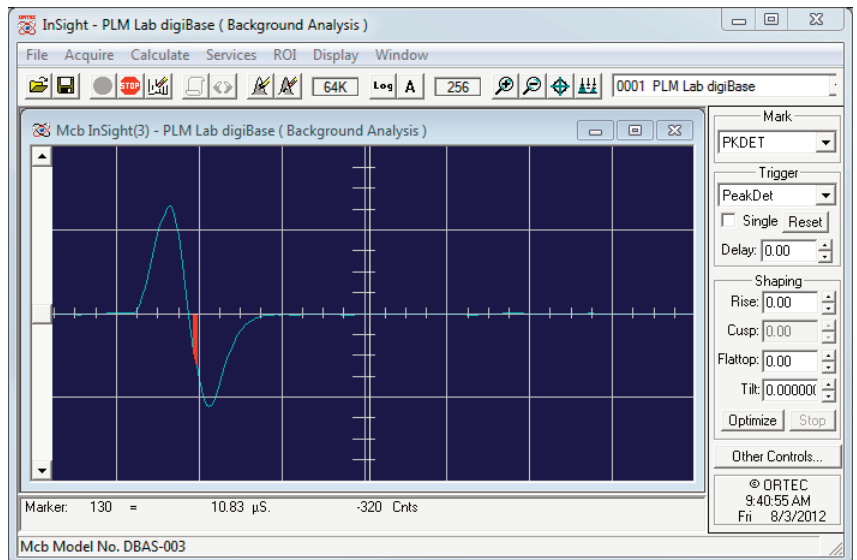 InSight - PLM Lab digiBase ( Background Analysis )
File Acquire Calculate Services ROI Display Window
STOP 64K Log A 256 0001 PLM Lab digiBase
Mcb InSight(3) - PLM Lab digiBase ( Background Analysis )
Mark
PKDET
Trigger
PeakDet
Single Reset
Delay: 0.00
Shaping
Rise: 0.00
Cusp: 0.00
Flattop: 0.00
Tilt: 0.00000
Optimize Stop
Other Controls...
© ORTEC
9:40:55 AM
Fri 8/3/2012
Marker: 130 = 10.83 µS. -320 Cnts
Mcb Model No. DBAS-003